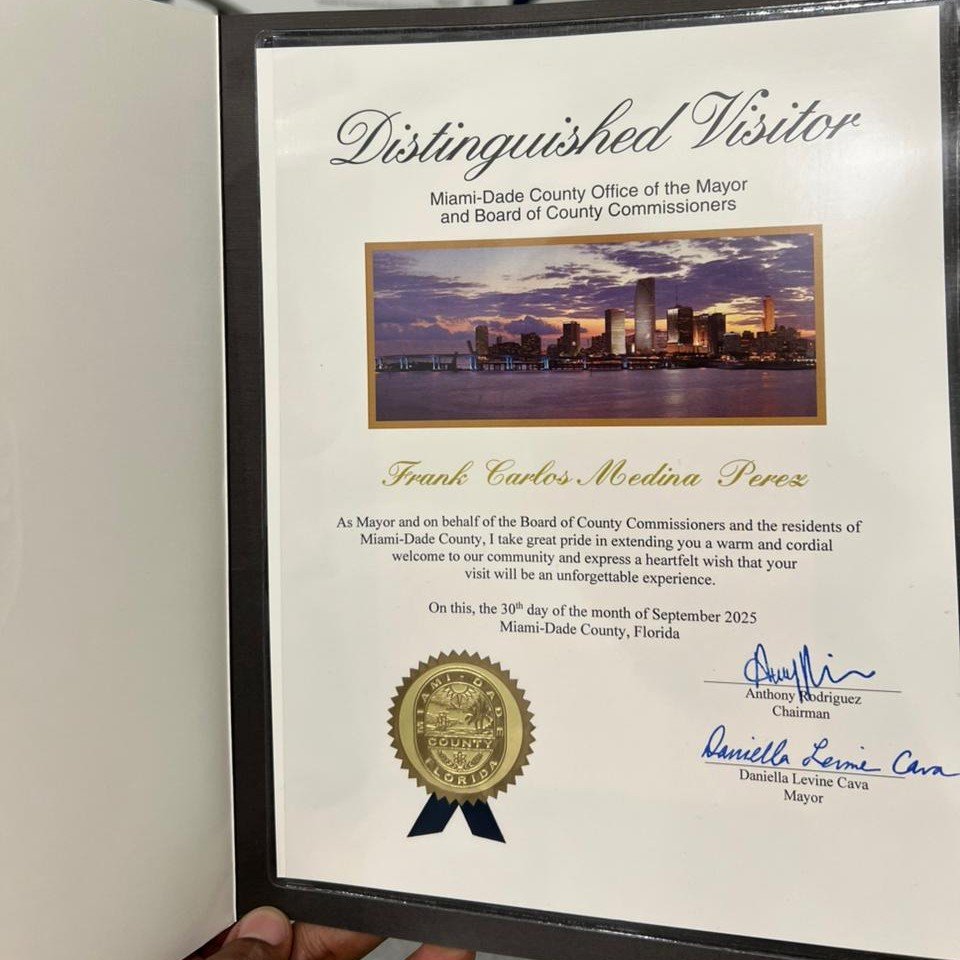 Distinguished Visitor
Miami-Dade County Office of the Mayor
and Board of County Commissioners
Frank Carlos Medina Perez
As Mayor and on behalf of the Board of County Commissioners and the residents of
Miami-Dade County, I take great pride in extending you a warm and cordial
welcome to our community and express a heartfelt wish that your
visit will be an unforgettable experience.
On this, the 30th day of the month of September 2025
Miami-Dade County, Florida
Anthony Rodriguez
Chairman
Daniella Levine Cava
Daniella Levine Cava
Mayor
MIAMI-DADE
COUNTY
FLORIDA